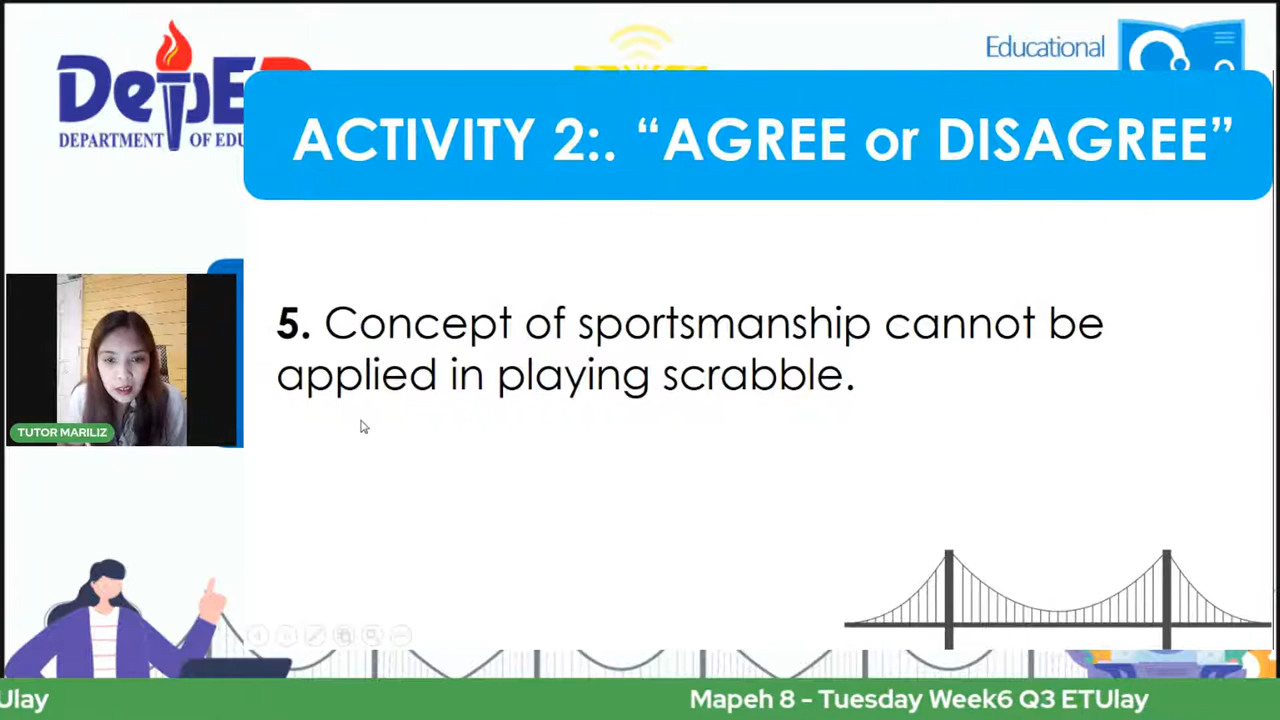 DepED
DEPARTMENT OF EDU
Educational
ACTIVITY 2:. “AGREE or DISAGREE”
5. Concept of sportsmanship cannot be
applied in playing scrabble.
TUTOR MARILIZ
Ulay
Mapeh 8 - Tuesday Week6 Q3 ETUlay